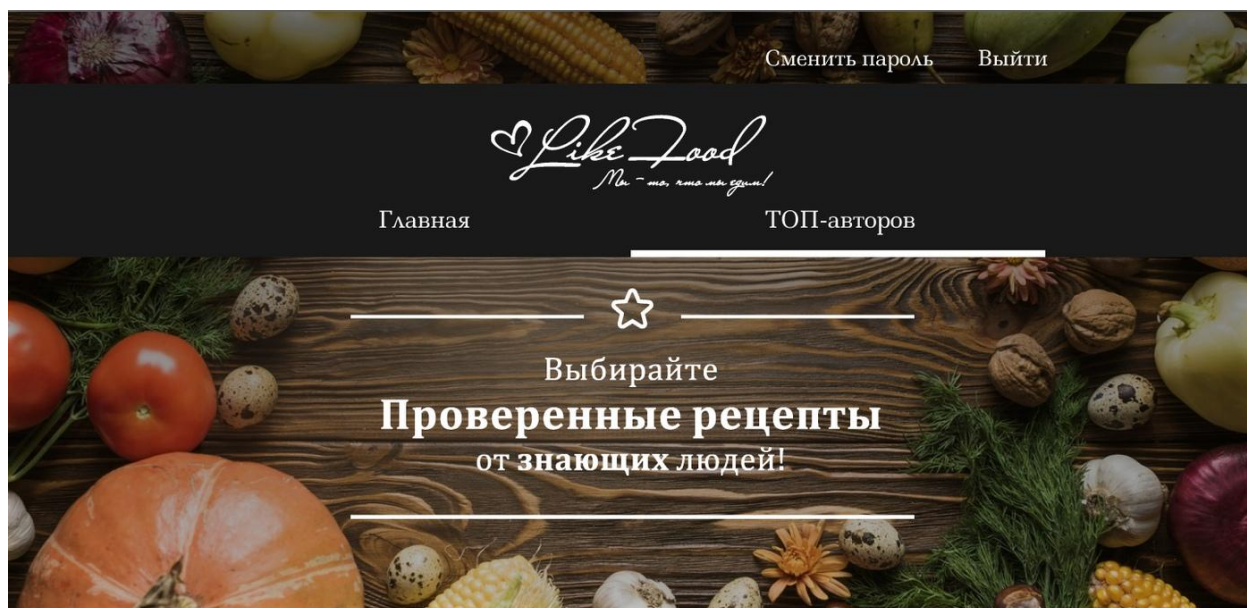 Сменить пароль Выйти
Like Food
Мы - то, что мы едим!
Главная ТОП-авторов
Выбирайте
Проверенные рецепты
от знающих людей!